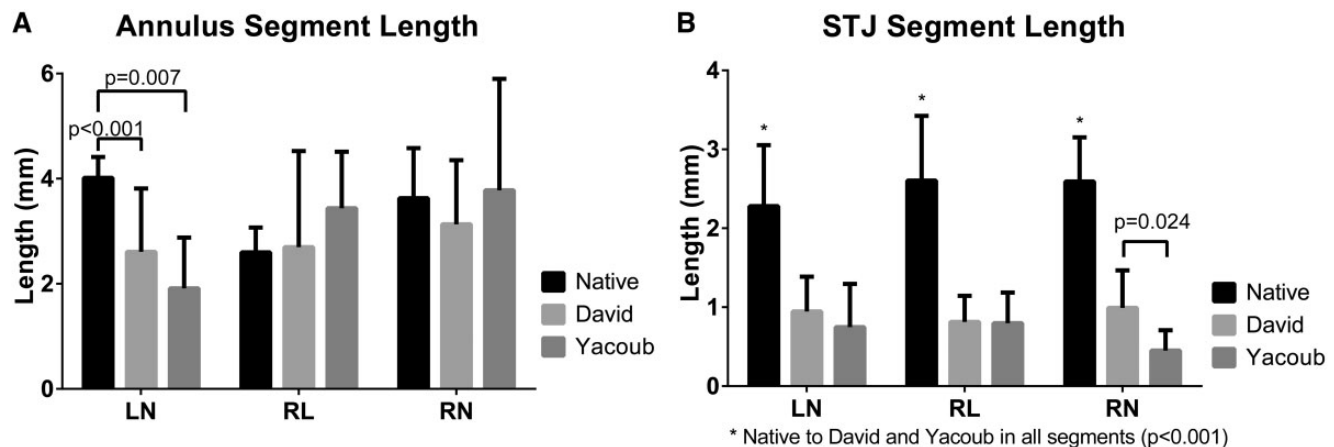 A Annulus Segment Length
6
4
2
0
Length (mm)
p=0.007
p<0.001
LN RL RN
Native
David
Yacoub
B STJ Segment Length
4
3
2
1
0
Length (mm)
*
*
*
p=0.024
LN RL RN
Native
David
Yacoub
* Native to David and Yacoub in all segments (p<0.001)